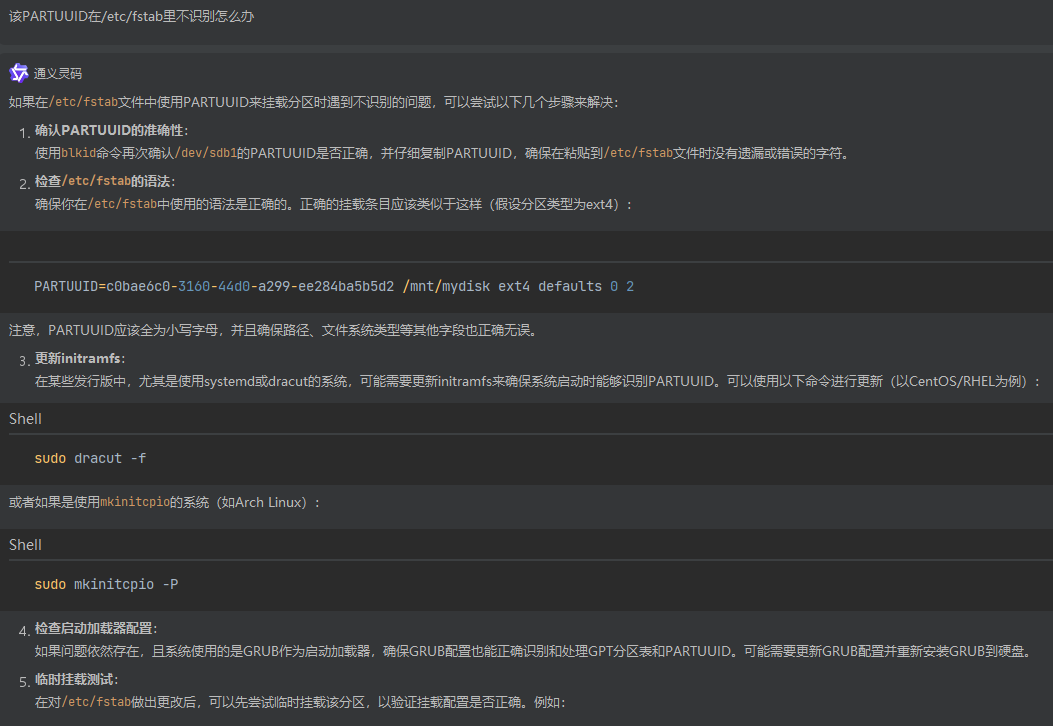 该PARTUUID在/etc/fstab里不识别怎么办
通义灵码
如果在/etc/fstab文件中使用PARTUUID来挂载分区时遇到不识别的问题，可以尝试以下几个步骤来解决：
1. 确认PARTUUID的准确性：
使用blkid命令再次确认/dev/sdb1的PARTUUID是否正确，并仔细复制PARTUUID，确保在粘贴到/etc/fstab文件时没有遗漏或错误的字符。
2. 检查/etc/fstab的语法：
确保你在/etc/fstab中使用的语法是正确的。正确的挂载条目应该类似于这样（假设分区类型为ext4）：
PARTUUID=c0bae6c0-3160-44d0-a299-ee284ba5b5d2 /mnt/mydisk ext4 defaults 0 2
注意，PARTUUID应该全为小写字母，并且确保路径、文件系统类型等其他字段也正确无误。
3. 更新initramfs：
在某些发行版中，尤其是使用systemd或dracut的系统，可能需要更新initramfs来确保系统启动时能够识别PARTUUID。可以使用以下命令进行更新（以CentOS/RHEL为例）：
Shell
sudo dracut -f
或者如果是使用mkinitcpio的系统（如Arch Linux）：
Shell
sudo mkinitcpio -P
4. 检查启动加载器配置：
如果问题依然存在，且系统使用的是GRUB作为启动加载器，确保GRUB配置也能正确识别和处理GPT分区表和PARTUUID。可能需要更新GRUB配置并重新安装GRUB到硬盘。
5. 临时挂载测试：
在对/etc/fstab做出更改后，可以先尝试临时挂载该分区，以验证挂载配置是否正确。例如：